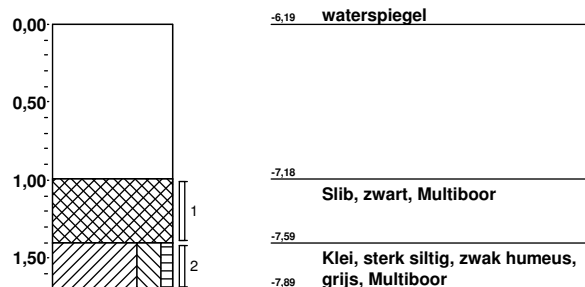 0,00
-6,19 waterspiegel
0,50
1,00
-7,18
Slib, zwart, Multiboor
1
-7,59
1,50
Klei, sterk siltig, zwak humeus,
2
-7,89 grijs, Multiboor